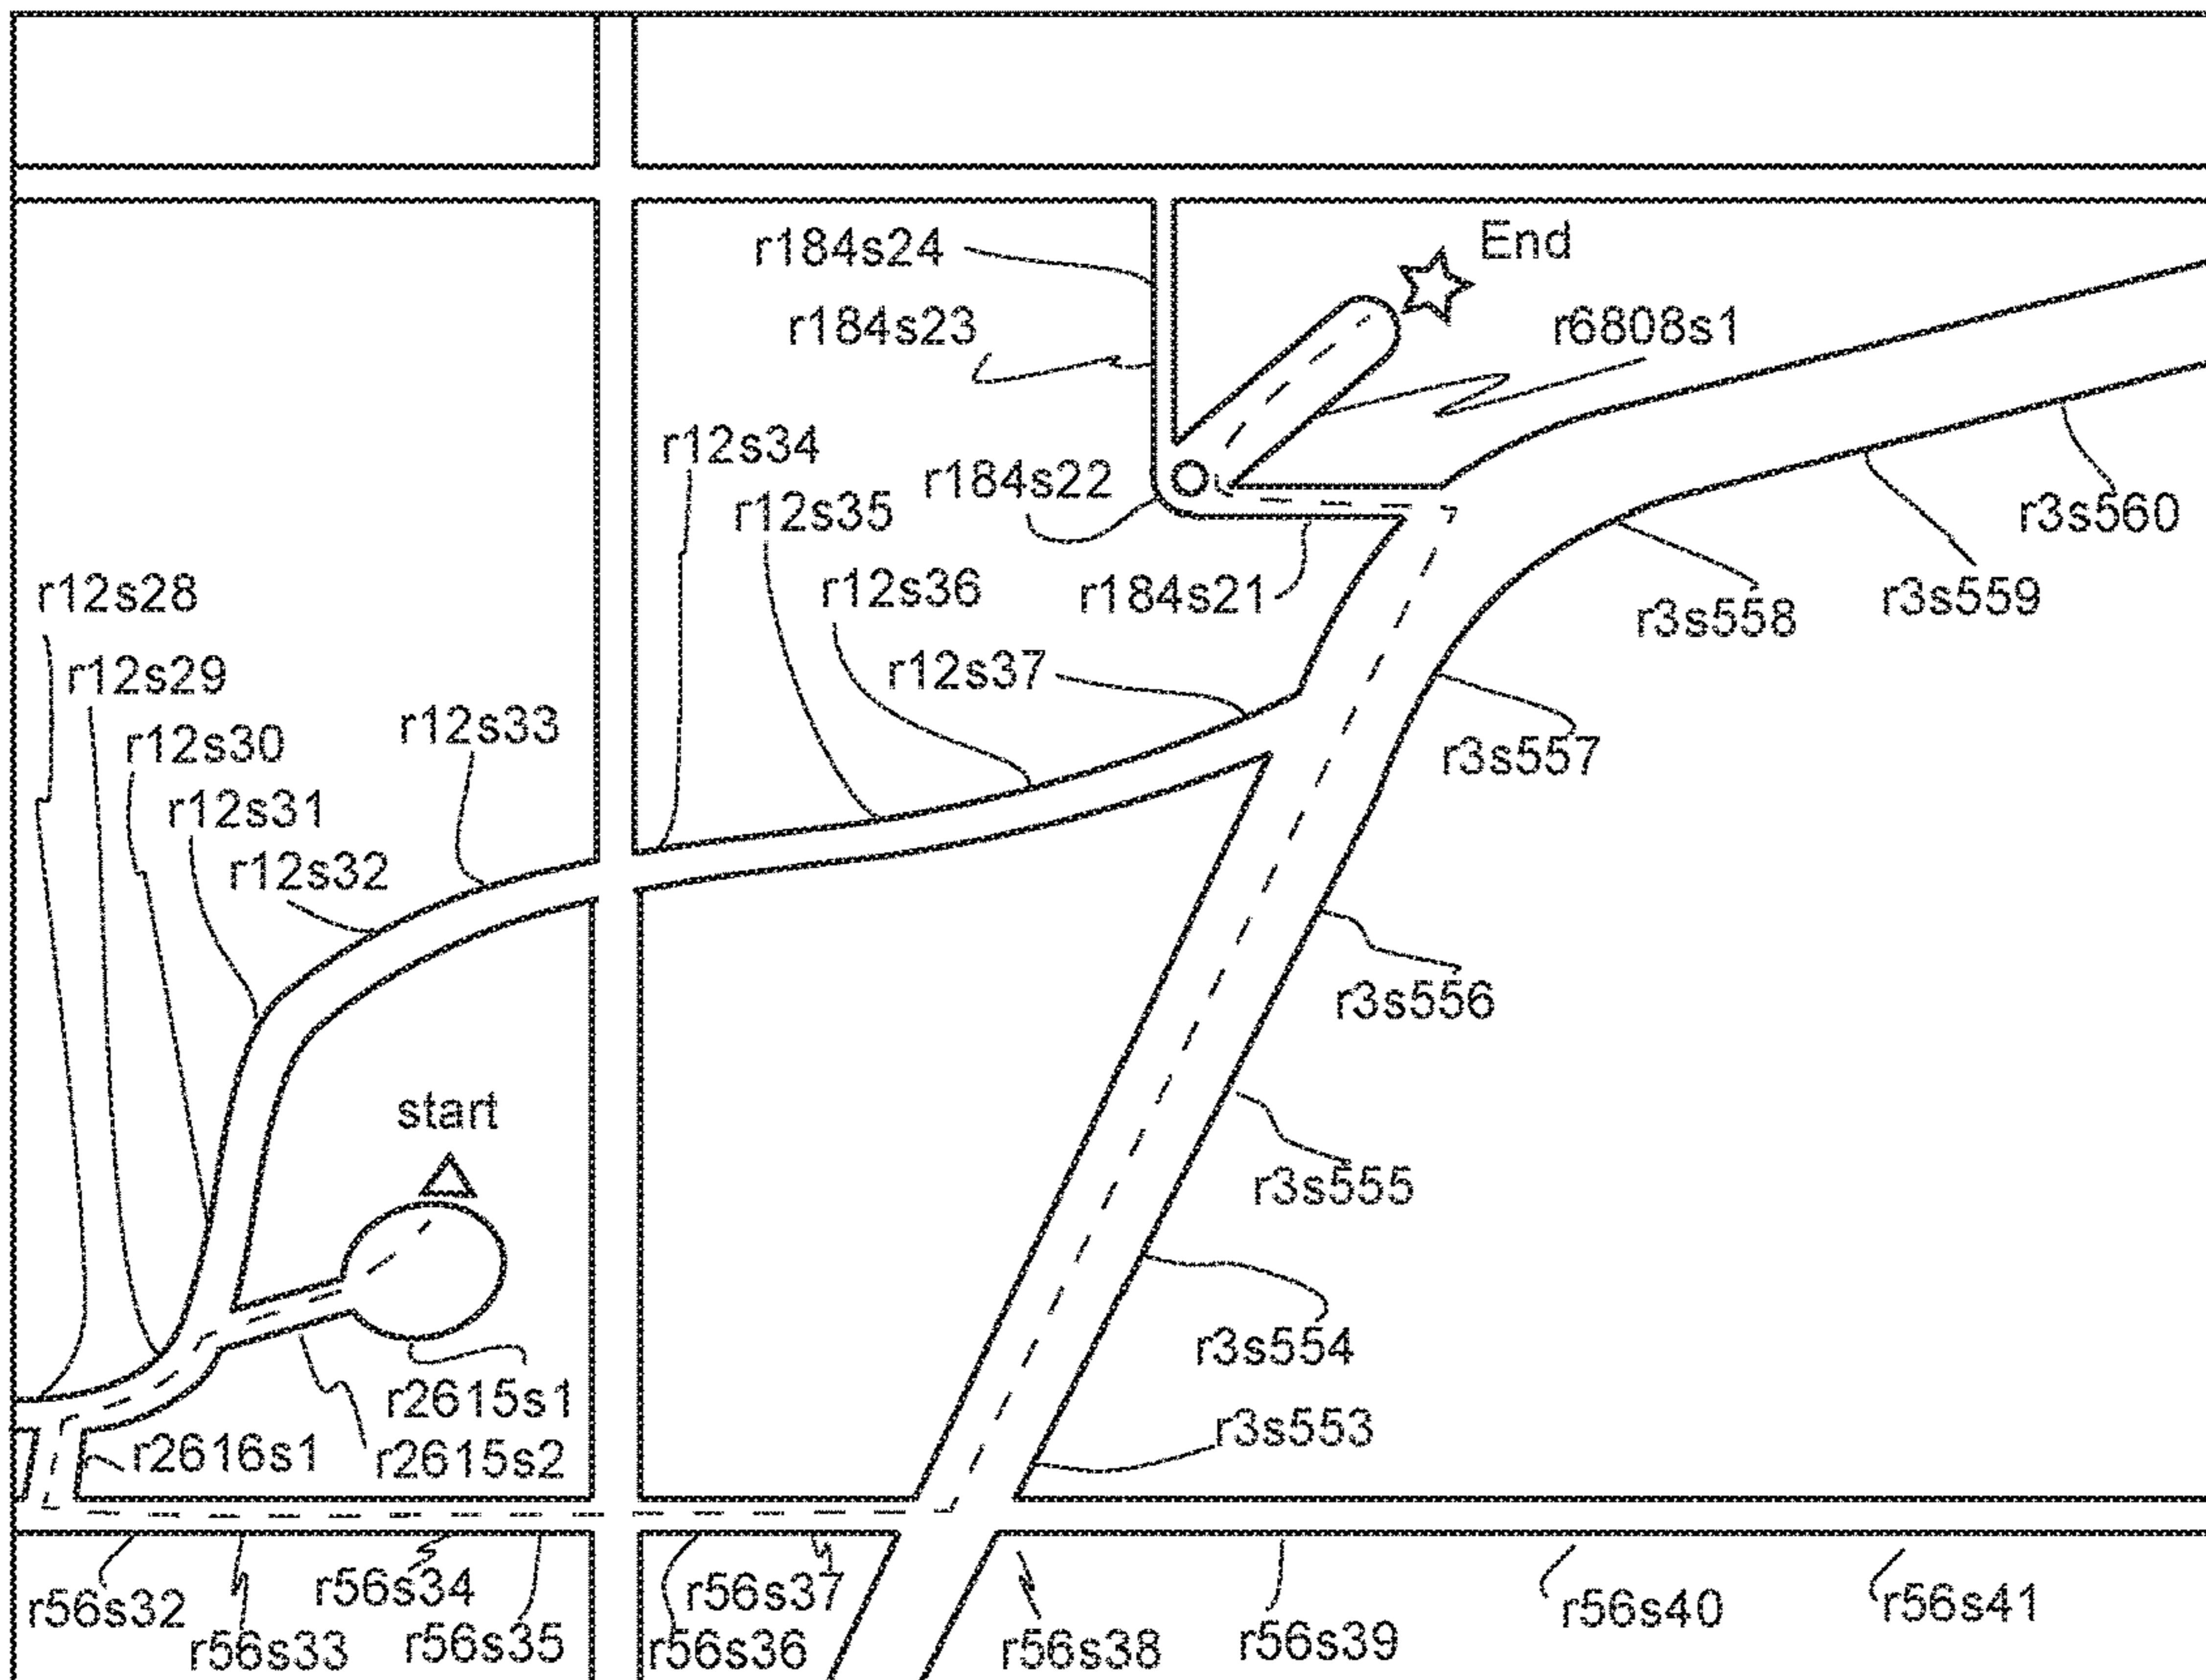 r184s24
End
r184s23
r6808s1
r12s34
r184s22
r12s35
r3s560
r12s28
r12s36
r184s21
r3s559
r3s558
r12s29
r12s37
r12s30
r12s33
r3s557
r12s31
r12s32
r3s556
start
r3s555
r3s554
r2615s1
r3s553
r2616s1
r2615s2
r56s34
r56s37
r56s32
r56s40
r56s41
r56s33
r56s35
r56s36
r56s38
r56s39